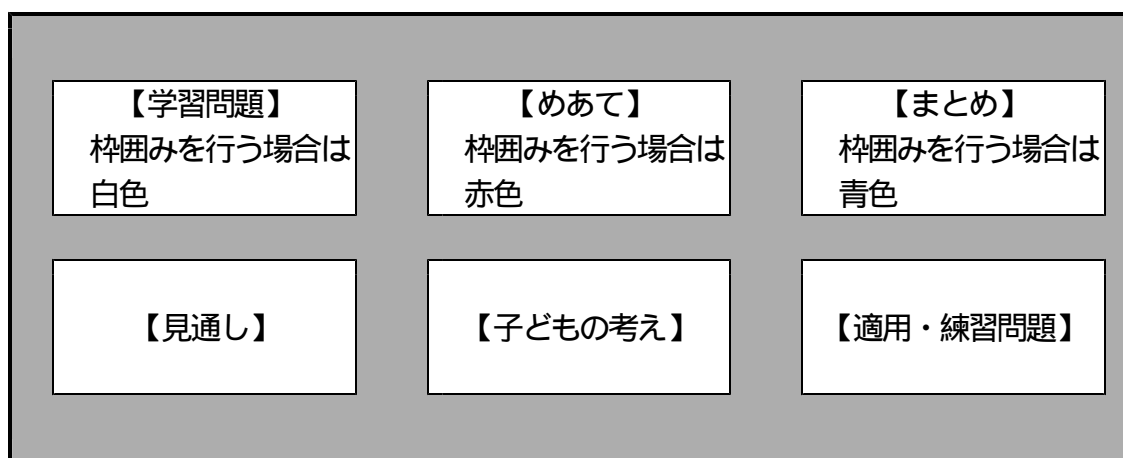 【学習問題】
枠囲みを行う場合は
白色
【めあて】
枠囲みを行う場合は
赤色
【まとめ】
枠囲みを行う場合は
青色
【見通し】
【子どもの考え】
【適用・練習問題】